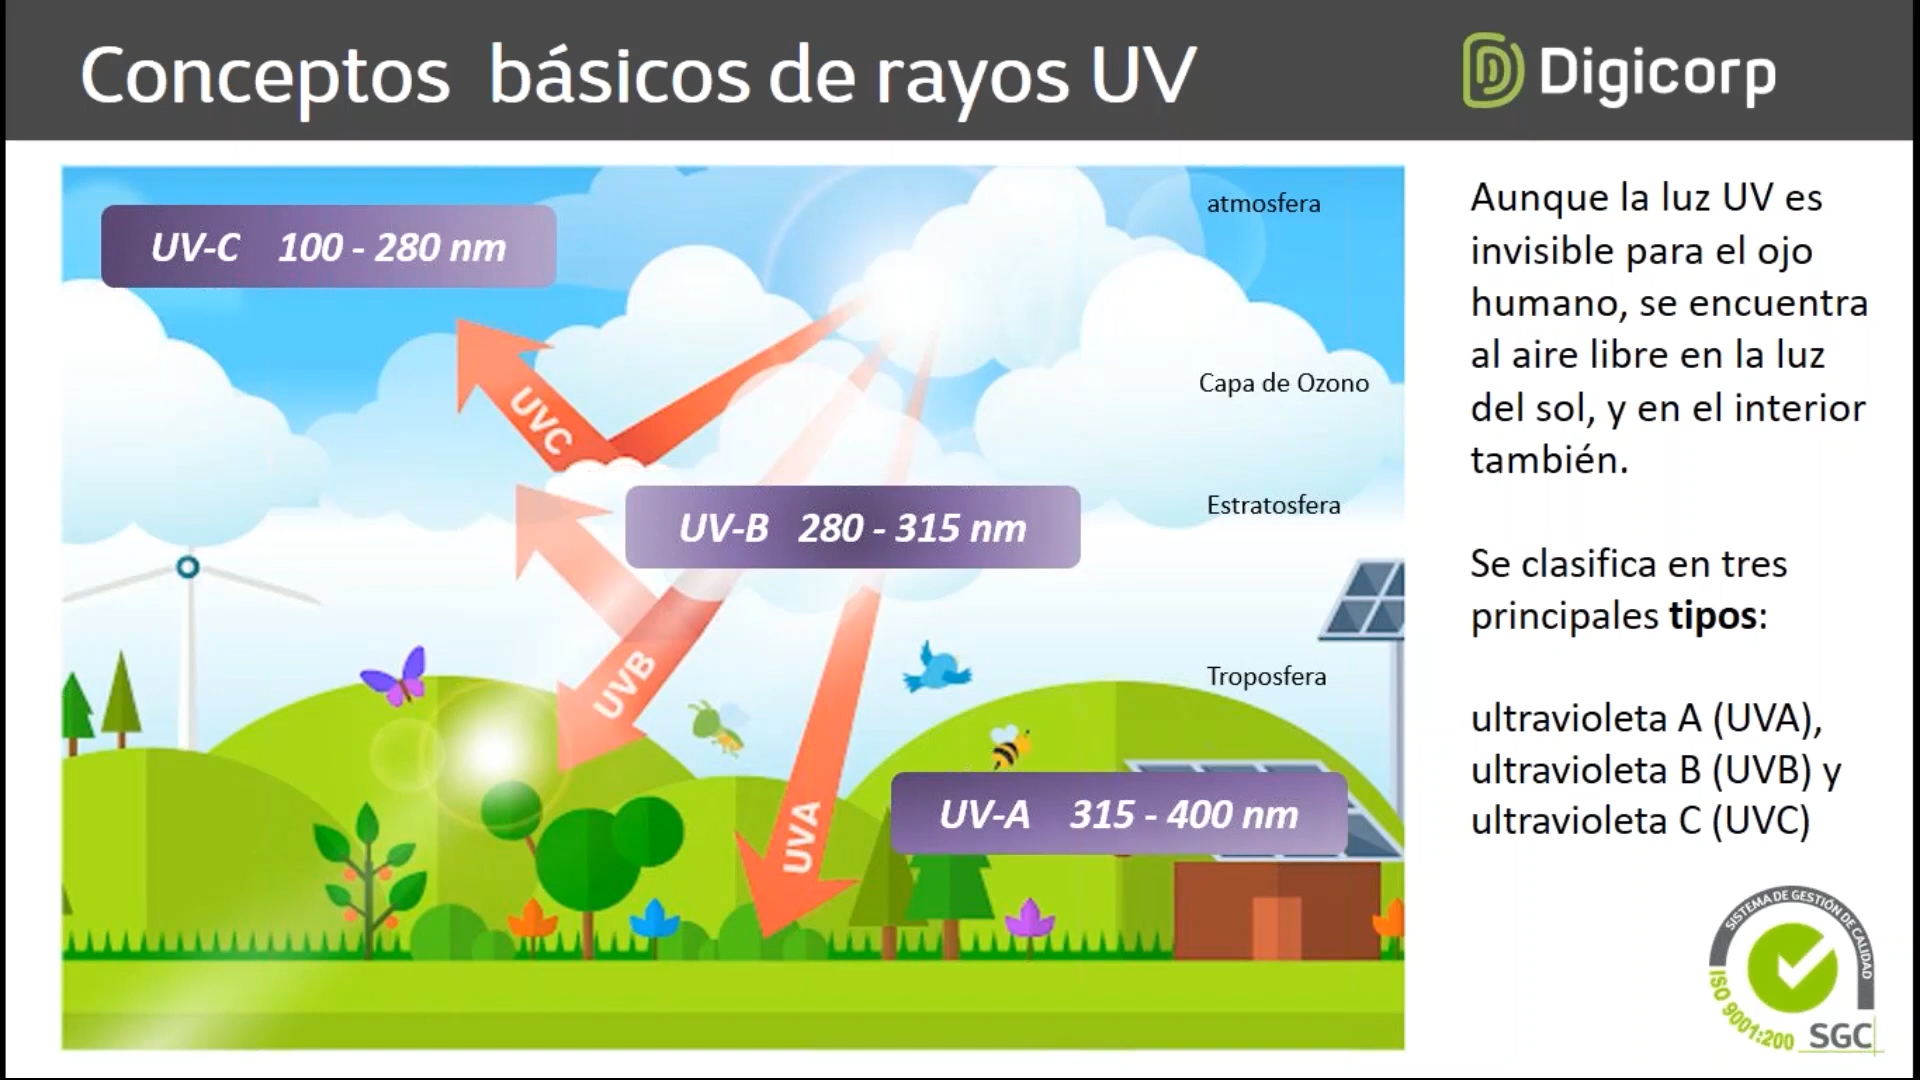 Conceptos básicos de rayos UV
Digicorp
atmosfera
UV-C 100 - 280 nm
Capa de Ozono
UVC
Estratosfera
UV-B 280 - 315 nm
Troposfera
UVB
UV-A 315 - 400 nm
UVA
Aunque la luz UV es
invisible para el ojo
humano, se encuentra
al aire libre en la luz
del sol, y en el interior
también.
Se clasifica en tres
principales tipos:
ultravioleta A (UVA),
ultravioleta B (UVB) y
ultravioleta C (UVC)
SISTEMA DE GESTIÓN DE CALIDAD
ISO 9001:200
SGC